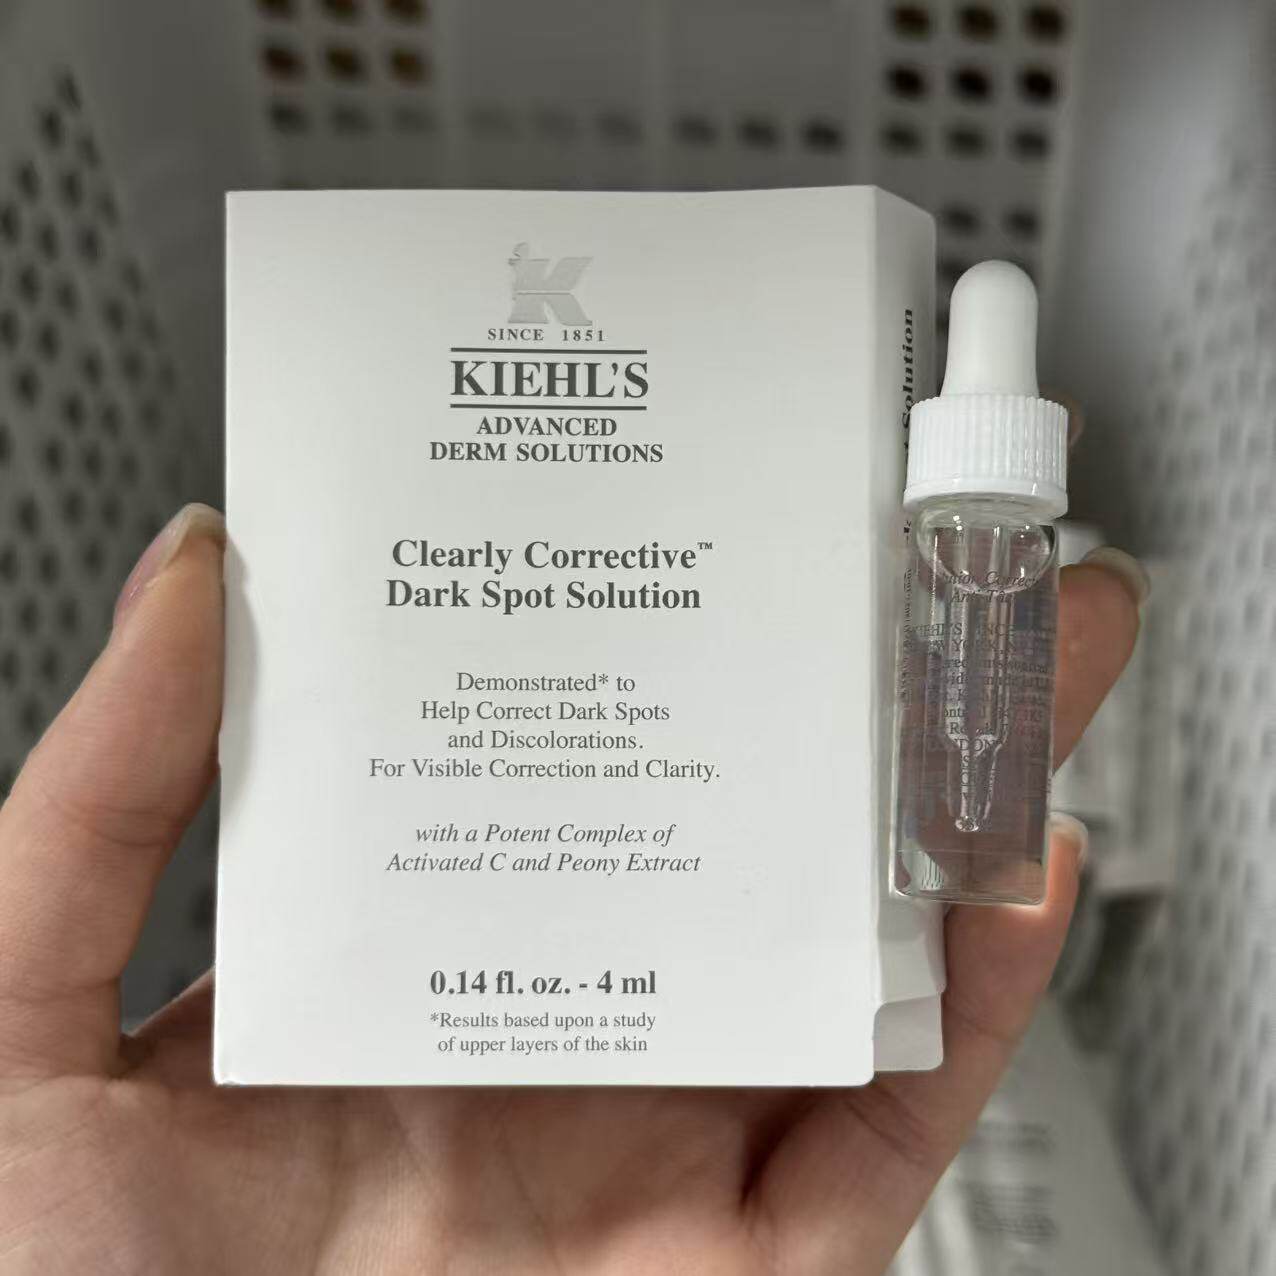 SINCE 1851
KIEHL'S
ADVANCED
DERM SOLUTIONS
Clearly Corrective™
Dark Spot Solution
Demonstrated* to
Help Correct Dark Spots
and Discolorations.
For Visible Correction and Clarity.
with a Potent Complex of
Activated C and Peony Extract
0.14 fl. oz. - 4 ml
*Results based upon a study
of upper layers of the skin
Solution